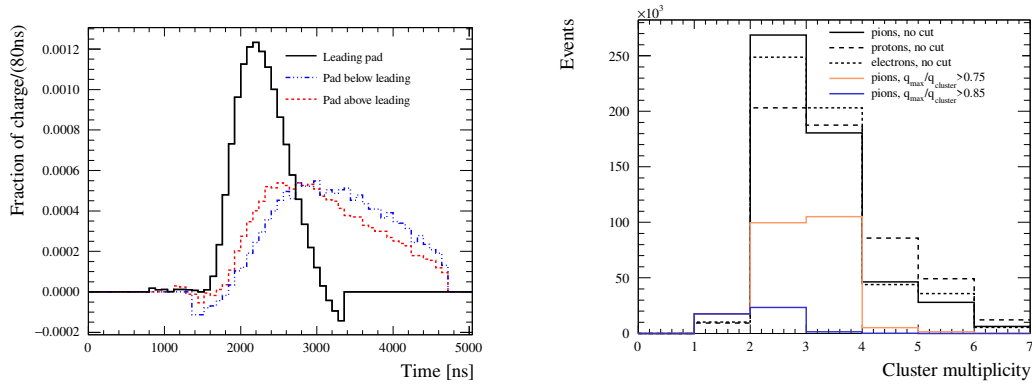 Fraction of charge/(80ns)
0.0012
0.0010
0.0008
0.0006
0.0004
0.0002
0.0000
−0.0002
Leading pad
Pad below leading
Pad above leading
0 1000 2000 3000 4000 5000
Time [ns]
×10³
Events
250
200
150
100
50
0
pions, no cut
protons, no cut
electrons, no cut
pions, q_max/q_cluster>0.75
pions, q_max/q_cluster>0.85
0 1 2 3 4 5 6 7
Cluster multiplicity